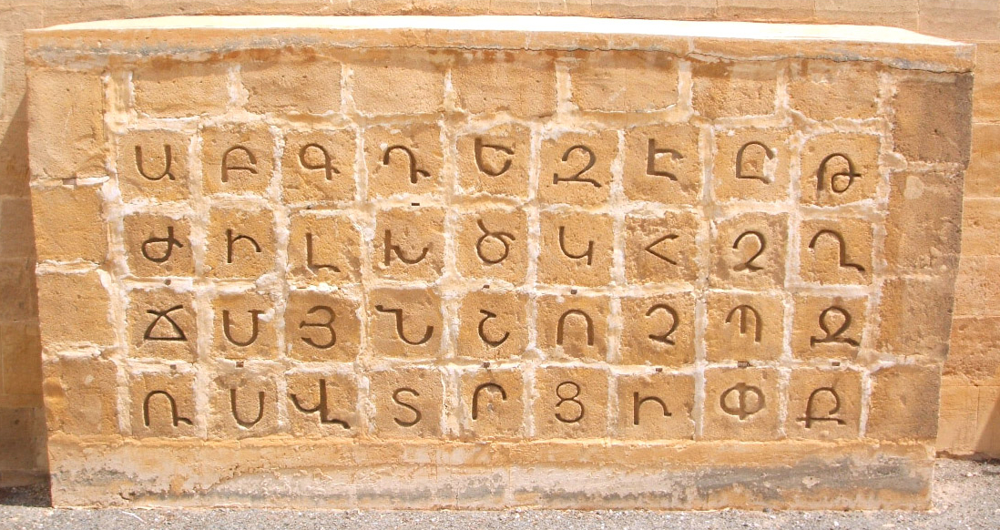 Ա Բ Գ Դ Ե Զ Է Ը Թ
Ժ Ի Լ Խ Ծ Կ Հ Ձ Ղ
Ճ Մ Յ Ն Շ Ո Չ Պ Ջ
Ռ Ս Վ Տ Ր Ց Ւ Փ Ք